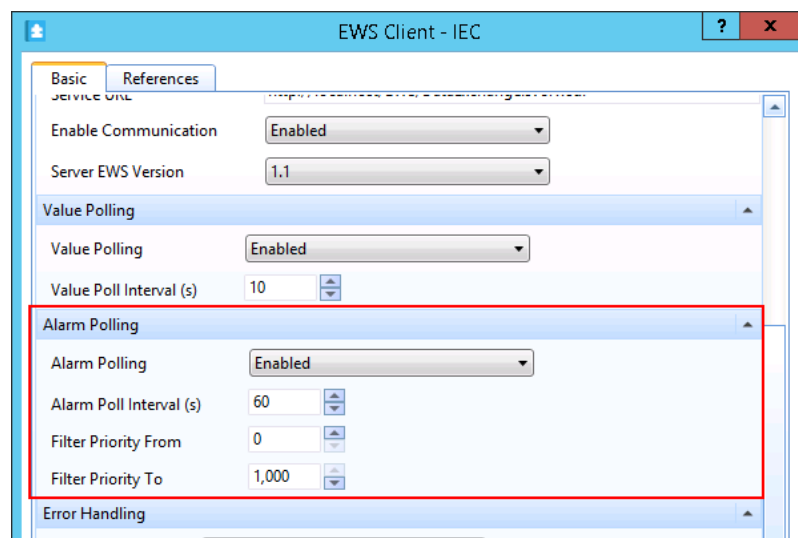 EWS Client - IEC
? x
Basic References
Service URL
Enable Communication Enabled
Server EWS Version 1.1
Value Polling
Value Polling Enabled
Value Poll Interval (s) 10
Alarm Polling
Alarm Polling Enabled
Alarm Poll Interval (s) 60
Filter Priority From 0
Filter Priority To 1,000
Error Handling